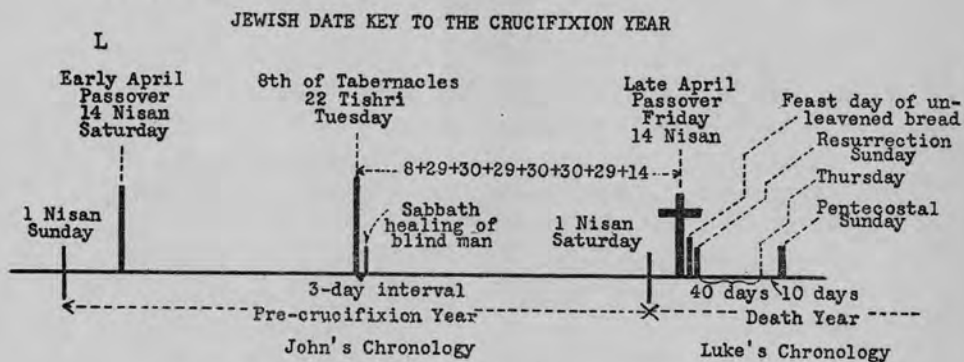 JEWISH DATE KEY TO THE CRUCIFIXION YEAR
L
Early April
Passover
14 Nisan
Saturday
8th of Tabernacles
22 Tishri
Tuesday
Late April
Passover
Friday
14 Nisan
Feast day of un-
leavened bread
Resurrection
Sunday
Thursday
Pentecostal
Sunday
8+29+30+29+30+30+29+14
1 Nisan
Sunday
Sabbath
healing of
blind man
1 Nisan
Saturday
3-day interval
40 days
10 days
Pre-crucifixion Year
Death Year
John's Chronology
Luke's Chronology